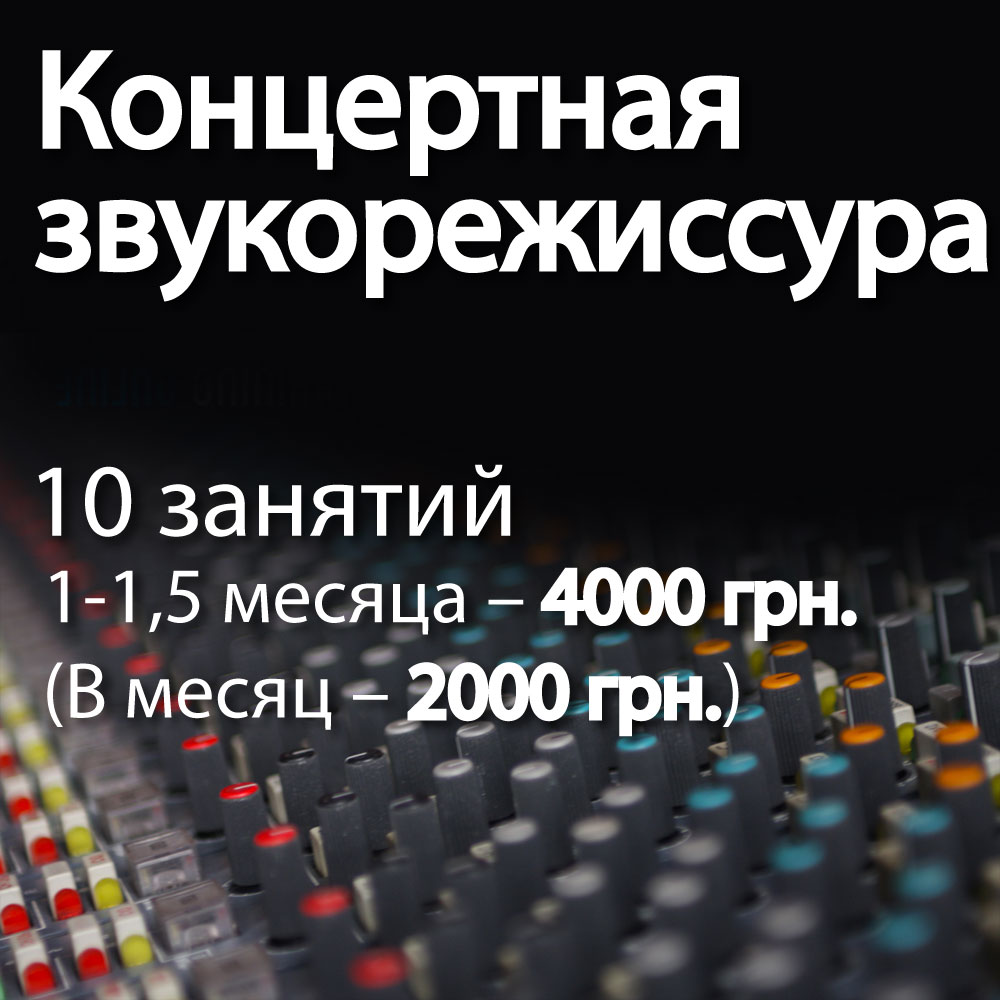 Концертная
звукорежиссура
10 занятий
1-1,5 месяца – 4000 грн.
(В месяц – 2000 грн.)